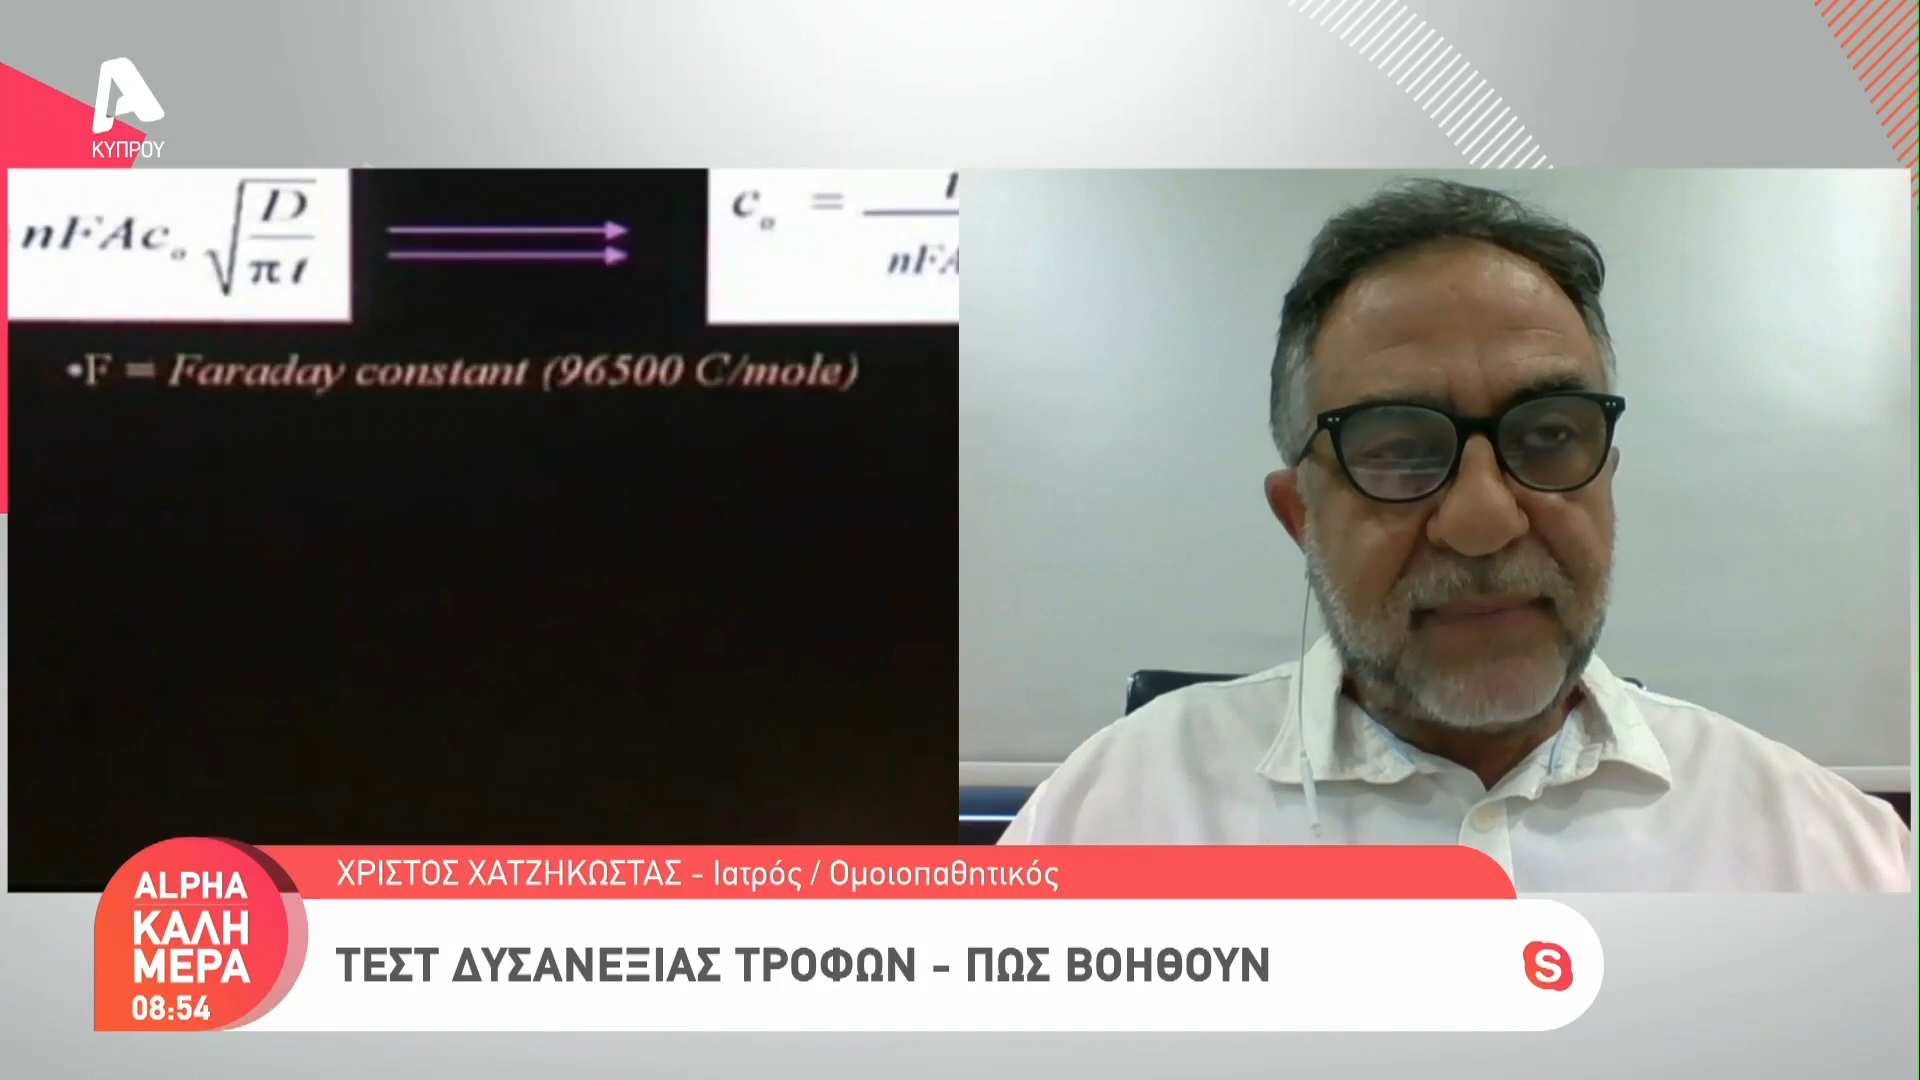 ΚΥΠΡΟΥ
nFAc₀ √(D/πt)
c₀ =
nFA
•F = Faraday constant (96500 C/mole)
ΧΡΙΣΤΟΣ ΧΑΤΖΗΚΩΣΤΑΣ - Ιατρός / Ομοιοπαθητικός
ALPHA
ΚΑΛΗ
ΜΕΡΑ
08:54
ΤΕΣΤ ΔΥΣΑΝΕΞΙΑΣ ΤΡΟΦΩΝ - ΠΩΣ ΒΟΗΘΟΥΝ